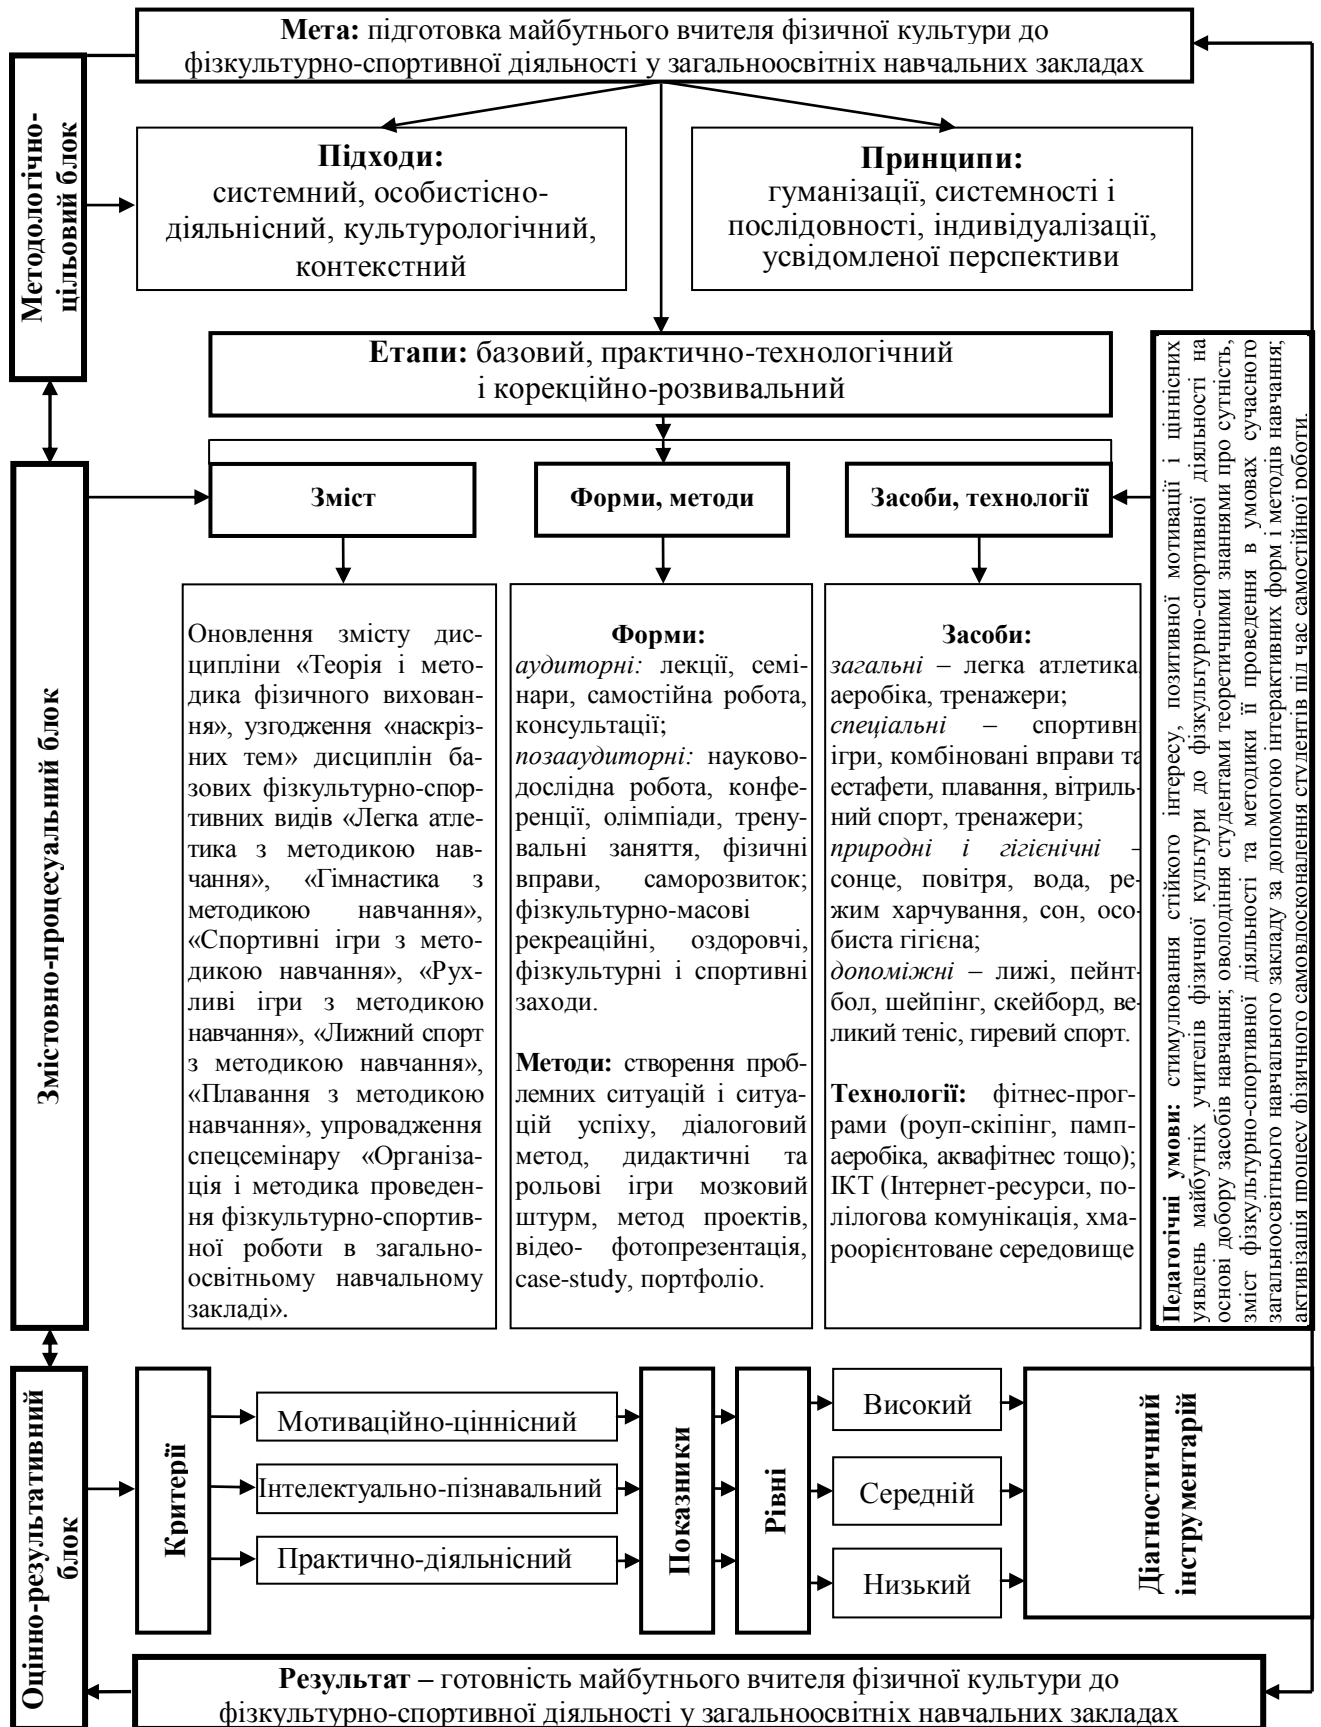 Мета: підготовка майбутнього вчителя фізичної культури до
фізкультурно-спортивної діяльності у загальноосвітніх навчальних закладах
Методологічно-
цільовий блок
Підходи:
системний, особистісно-
діяльнісний, культурологічний,
контекстний
Принципи:
гуманізації, системності і
послідовності, індивідуалізації,
усвідомленої перспективи
Етапи: базовий, практично-технологічний
і корекційно-розвивальний
Змістовно-процесуальний блок
Зміст
Форми, методи
Засоби, технології
Оновлення змісту дис-
ципліни «Теорія і мето-
дика фізичного вихован-
ня», узгодження «наскріз-
них тем» дисциплін ба-
зових фізкультурно-спор-
тивних видів «Легка атле-
тика з методикою нав-
чання», «Гімнастика з
методикою навчання»,
«Спортивні ігри з мето-
дикою навчання», «Рух-
ливі ігри з методикою
навчання», «Лижний спорт
з методикою навчання»,
«Плавання з методикою
навчання», упровадження
спецсемінару «Організа-
ція і методика проведен-
ня фізкультурно-спортив-
ної роботи в загально-
освітньому навчальному
закладі».
Форми:
аудиторні: лекції, семі-
нари, самостійна робота,
консультації;
позааудиторні: науково-
дослідна робота, конфе-
ренції, олімпіади, трену-
вальні заняття, фізичні
вправи, саморозвиток;
фізкультурно-масові
рекреаційні, оздоровчі,
фізкультурні і спортивні
заходи.
Методи: створення проб-
лемних ситуацій і ситуа-
цій успіху, діалоговий
метод, дидактичні та
рольові ігри мозковий
штурм, метод проектів,
відео- фотопрезентація,
case-study, портфоліо.
Засоби:
загальні – легка атлетика,
аеробіка, тренажери;
спеціальні – спортивні
ігри, комбіновані вправи та
естафети, плавання, вітриль-
ний спорт, тренажери;
природні і гігієнічні –
сонце, повітря, вода, ре-
жим харчування, сон, осо-
биста гігієна;
допоміжні – лижі, пейнт-
бол, шейпінг, скейборд, ве-
ликий теніс, гиревий спорт.
Технології: фітнес-прог-
рами (роуп-скіпінг, памп-
аеробіка, аквафітнес тощо);
ІКТ (Інтернет-ресурси, по-
лілогова комунікація, хма-
роорієнтоване середовище
Педагогічні умови: стимулювання стійкого інтересу, позитивної мотивації і ціннісних
уявлень майбутніх учителів фізичної культури до фізкультурно-спортивної діяльності на
основі добору засобів навчання; оволодіння студентами теоретичними знаннями про сутність,
зміст фізкультурно-спортивної діяльності та методики її проведення в умовах сучасного
загальноосвітнього навчального закладу за допомогою інтерактивних форм і методів навчання;
активізація процесу фізичного самовдосконалення студентів під час самостійної роботи.
Оцінно-результативний
блок
Критерії
Мотиваційно-ціннісний
Інтелектуально-пізнавальний
Практично-діяльнісний
Показники
Рівні
Високий
Середній
Низький
Діагностичний
інструментарій
Результат – готовність майбутнього вчителя фізичної культури до
фізкультурно-спортивної діяльності у загальноосвітніх навчальних закладах